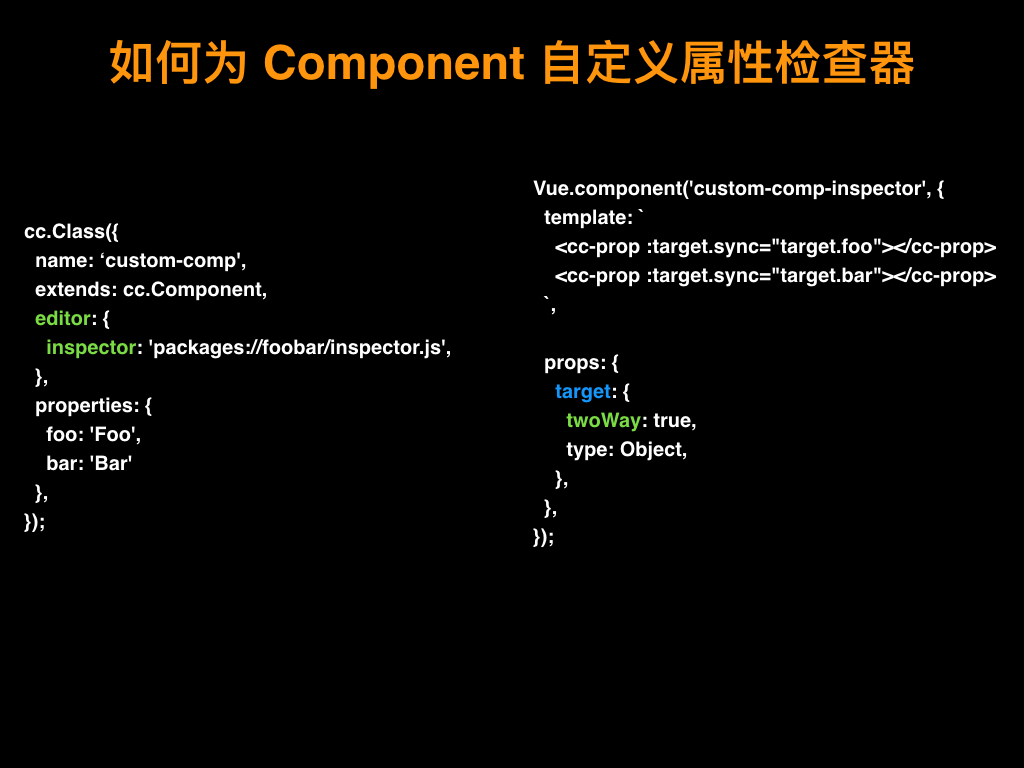 如何为 Component 自定义属性检查器
cc.Class({
name: ‘custom-comp',
extends: cc.Component,
editor: {
inspector: 'packages://foobar/inspector.js',
},
properties: {
foo: 'Foo',
bar: 'Bar'
},
});
Vue.component('custom-comp-inspector', {
template: `
<cc-prop :target.sync="target.foo"></cc-prop>
<cc-prop :target.sync="target.bar"></cc-prop>
`,
props: {
target: {
twoWay: true,
type: Object,
},
},
});